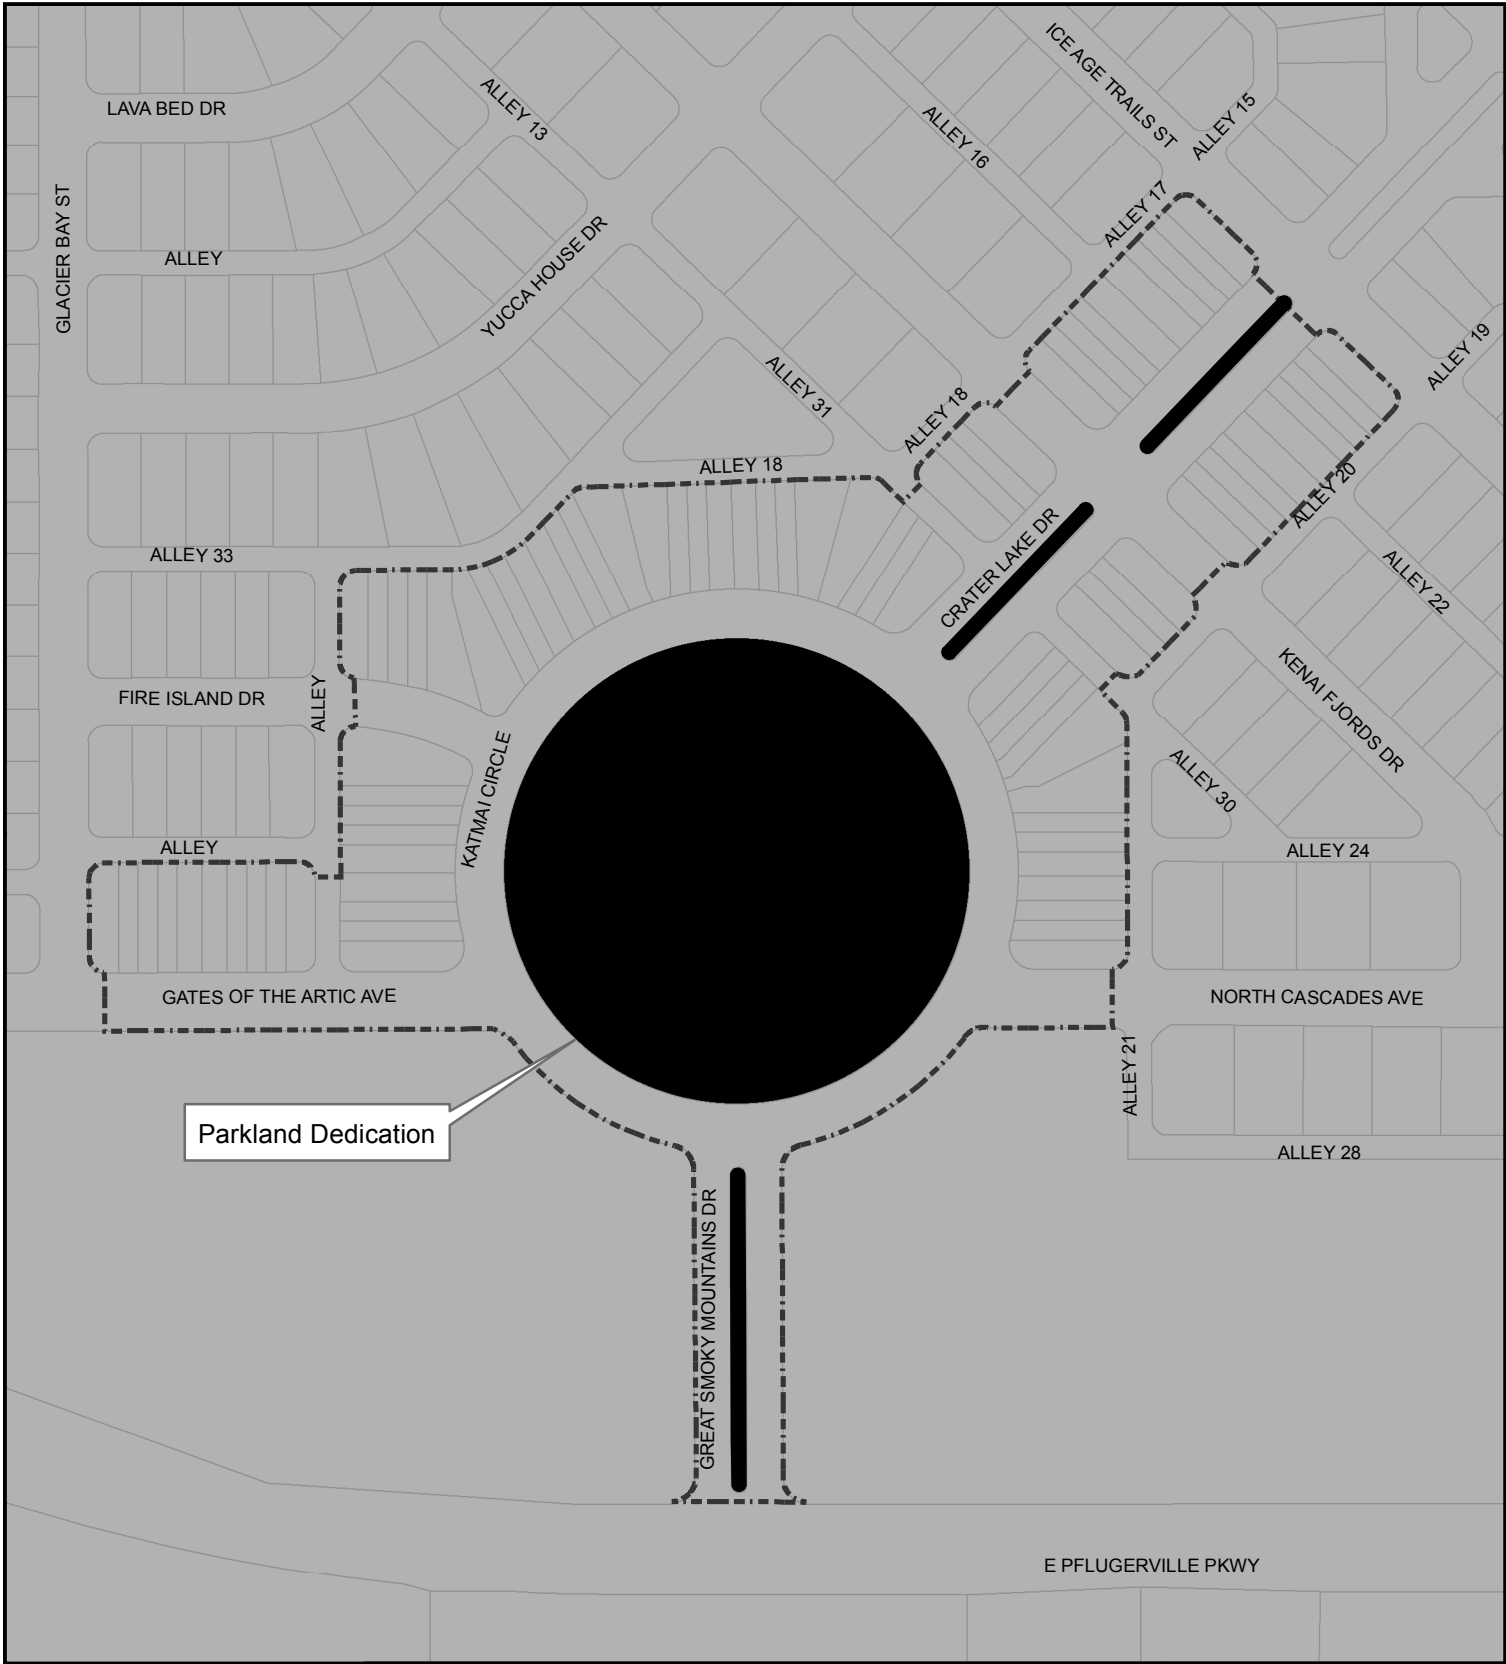 ICE AGE TRAILS ST
LAVA BED DR
ALLEY 13
ALLEY 16
ALLEY 15
GLACIER BAY ST
ALLEY 17
ALLEY
YUCCA HOUSE DR
ALLEY 31
ALLEY 19
ALLEY 18
ALLEY 18
ALLEY 20
ALLEY 33
CRATER LAKE DR
ALLEY 22
FIRE ISLAND DR
ALLEY
KENAI FJORDS DR
KATMAI CIRCLE
ALLEY 30
ALLEY
ALLEY 24
GATES OF THE ARTIC AVE
NORTH CASCADES AVE
ALLEY 21
Parkland Dedication
ALLEY 28
GREAT SMOKY MOUNTAINS DR
E PFLUGERVILLE PKWY